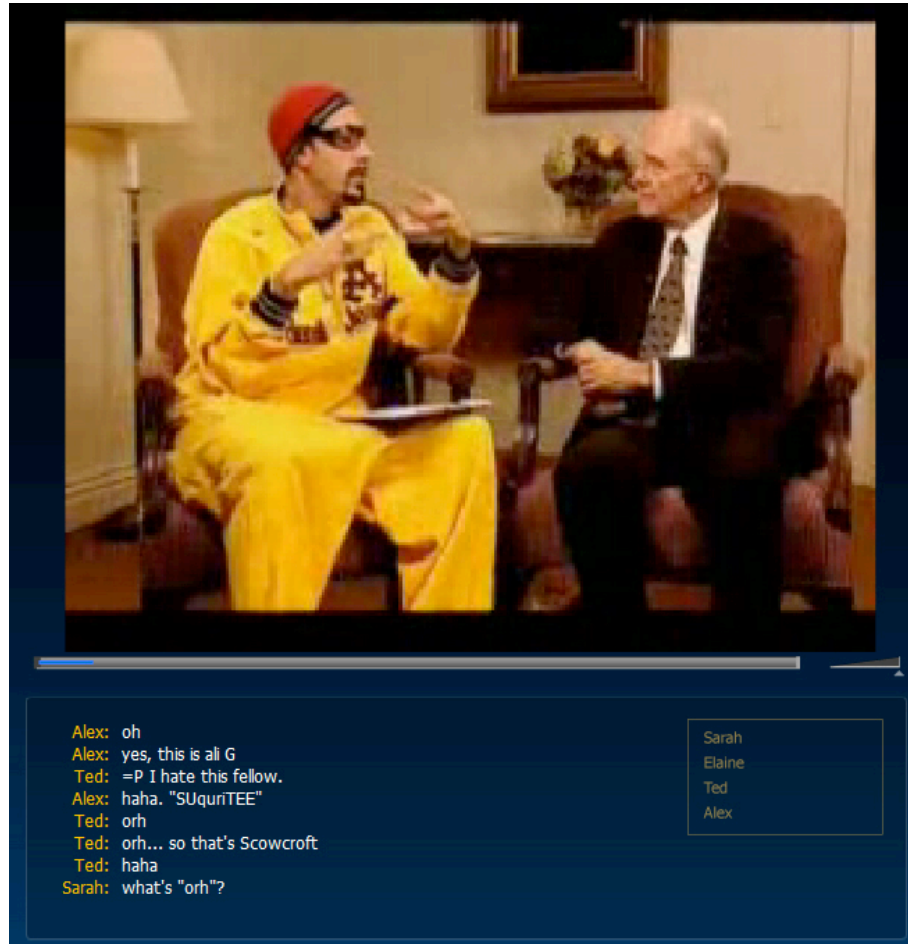 Alex: oh
Alex: yes, this is ali G
Ted: =P I hate this fellow.
Alex: haha. "SUquriTEE"
Ted: orh
Ted: orh... so that's Scowcroft
Ted: haha
Sarah: what's "orh"?
Sarah
Elaine
Ted
Alex